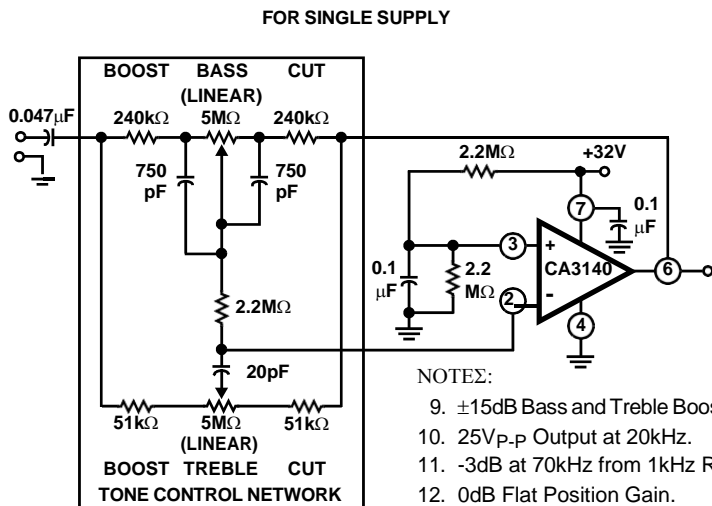 FOR SINGLE SUPPLY
BOOST BASS CUT
(LINEAR)
0.047μF
240kΩ 5MΩ 240kΩ
750 pF
750 pF
2.2MΩ
+32V
7
0.1 μF
3
+
CA3140
6
0.1 μF
2.2 MΩ
2
-
4
2.2MΩ
20pF
51kΩ 5MΩ 51kΩ
(LINEAR)
BOOST TREBLE CUT
TONE CONTROL NETWORK
NOTEΣ:
9. ±15dB Bass and Treble Boos
10. 25VP-P Output at 20kHz.
11. -3dB at 70kHz from 1kHz R
12. 0dB Flat Position Gain.